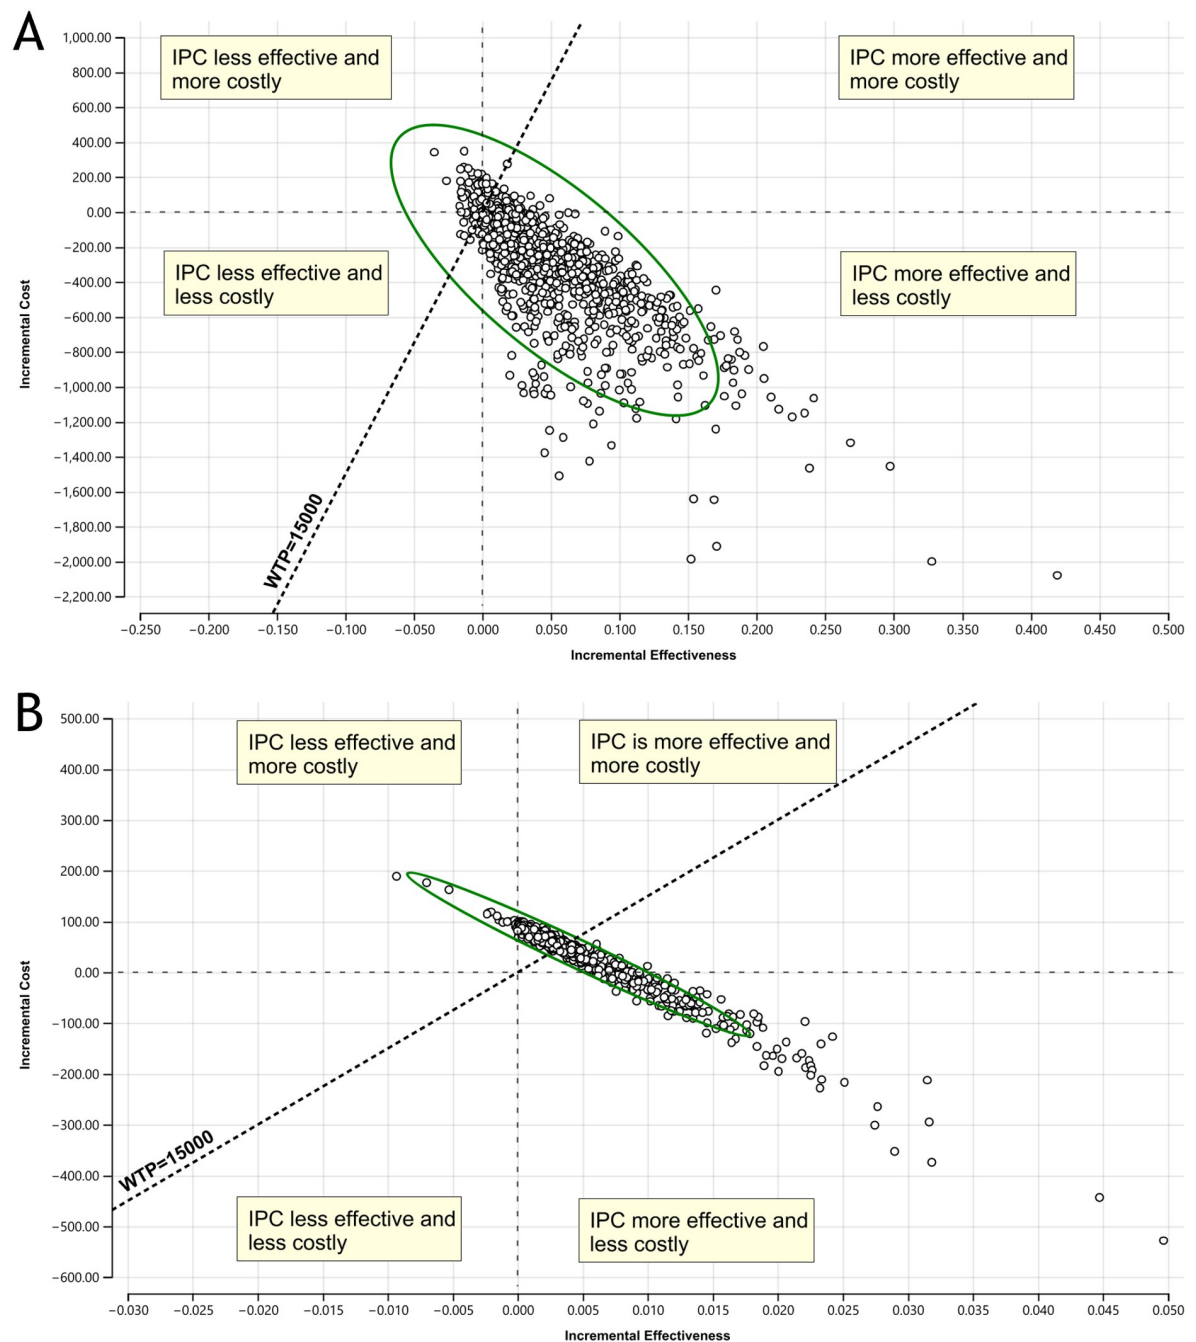 A
1,000.00
IPC less effective and
more costly
IPC more effective and
more costly
800.00
600.00
400.00
200.00
0.00
−200.00
IPC less effective and
less costly
IPC more effective and
less costly
−400.00
−600.00
−800.00
−1,000.00
−1,200.00
−1,400.00
−1,600.00
−1,800.00
−2,000.00
−2,200.00
Incremental Cost
WTP=15000
−0.250 −0.200 −0.150 −0.100 −0.050 0.000 0.050 0.100 0.150 0.200 0.250 0.300 0.350 0.400 0.450 0.500
Incremental Effectiveness
B
500.00
IPC less effective and
more costly
IPC is more effective and
more costly
400.00
300.00
200.00
100.00
0.00
−100.00
−200.00
−300.00
−400.00
−500.00
−600.00
Incremental Cost
WTP=15000
IPC less effective and
less costly
IPC more effective and
less costly
−0.030 −0.025 −0.020 −0.015 −0.010 −0.005 0.000 0.005 0.010 0.015 0.020 0.025 0.030 0.035 0.040 0.045 0.050
Incremental Effectiveness